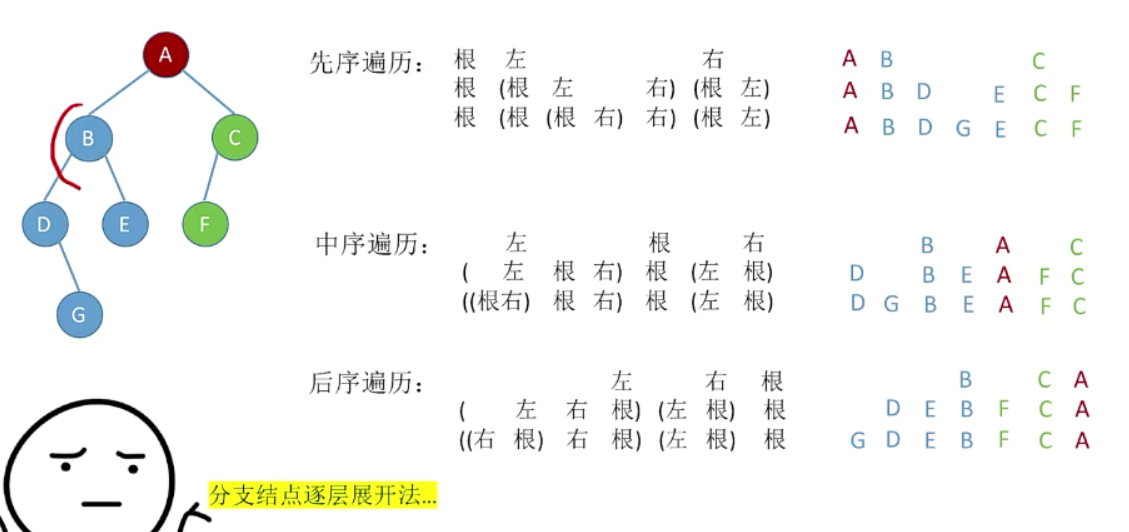 A
B
C
D
E
F
G
先序遍历： 根 左 右 A B C
根 (根 左 右) (根 左) A B D E C F
根 (根 (根 右) 右) (根 左) A B D G E C F
中序遍历： 左 根 右 B A C
( 左 根 右) 根 (左 根) D B E A F C
((根右) 根 右) 根 (左 根) D G B E A F C
后序遍历： 左 右 根 B C A
( 左 右 根) (左 根) 根 D E B F C A
((右 根) 右 根) (左 根) 根 G D E B F C A
分支结点逐层展开法...